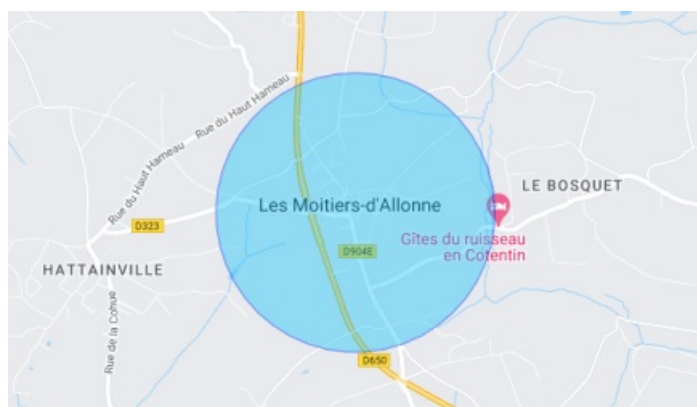 Rue du Haut Hameau
Rue du Haut Hameau
LE BOSQUET
Les Moitiers-d'Allonne
D323
Gîtes du ruisseau
en Cotentin
D904E
HATTAINVILLE
Rue de la Cohue
D650